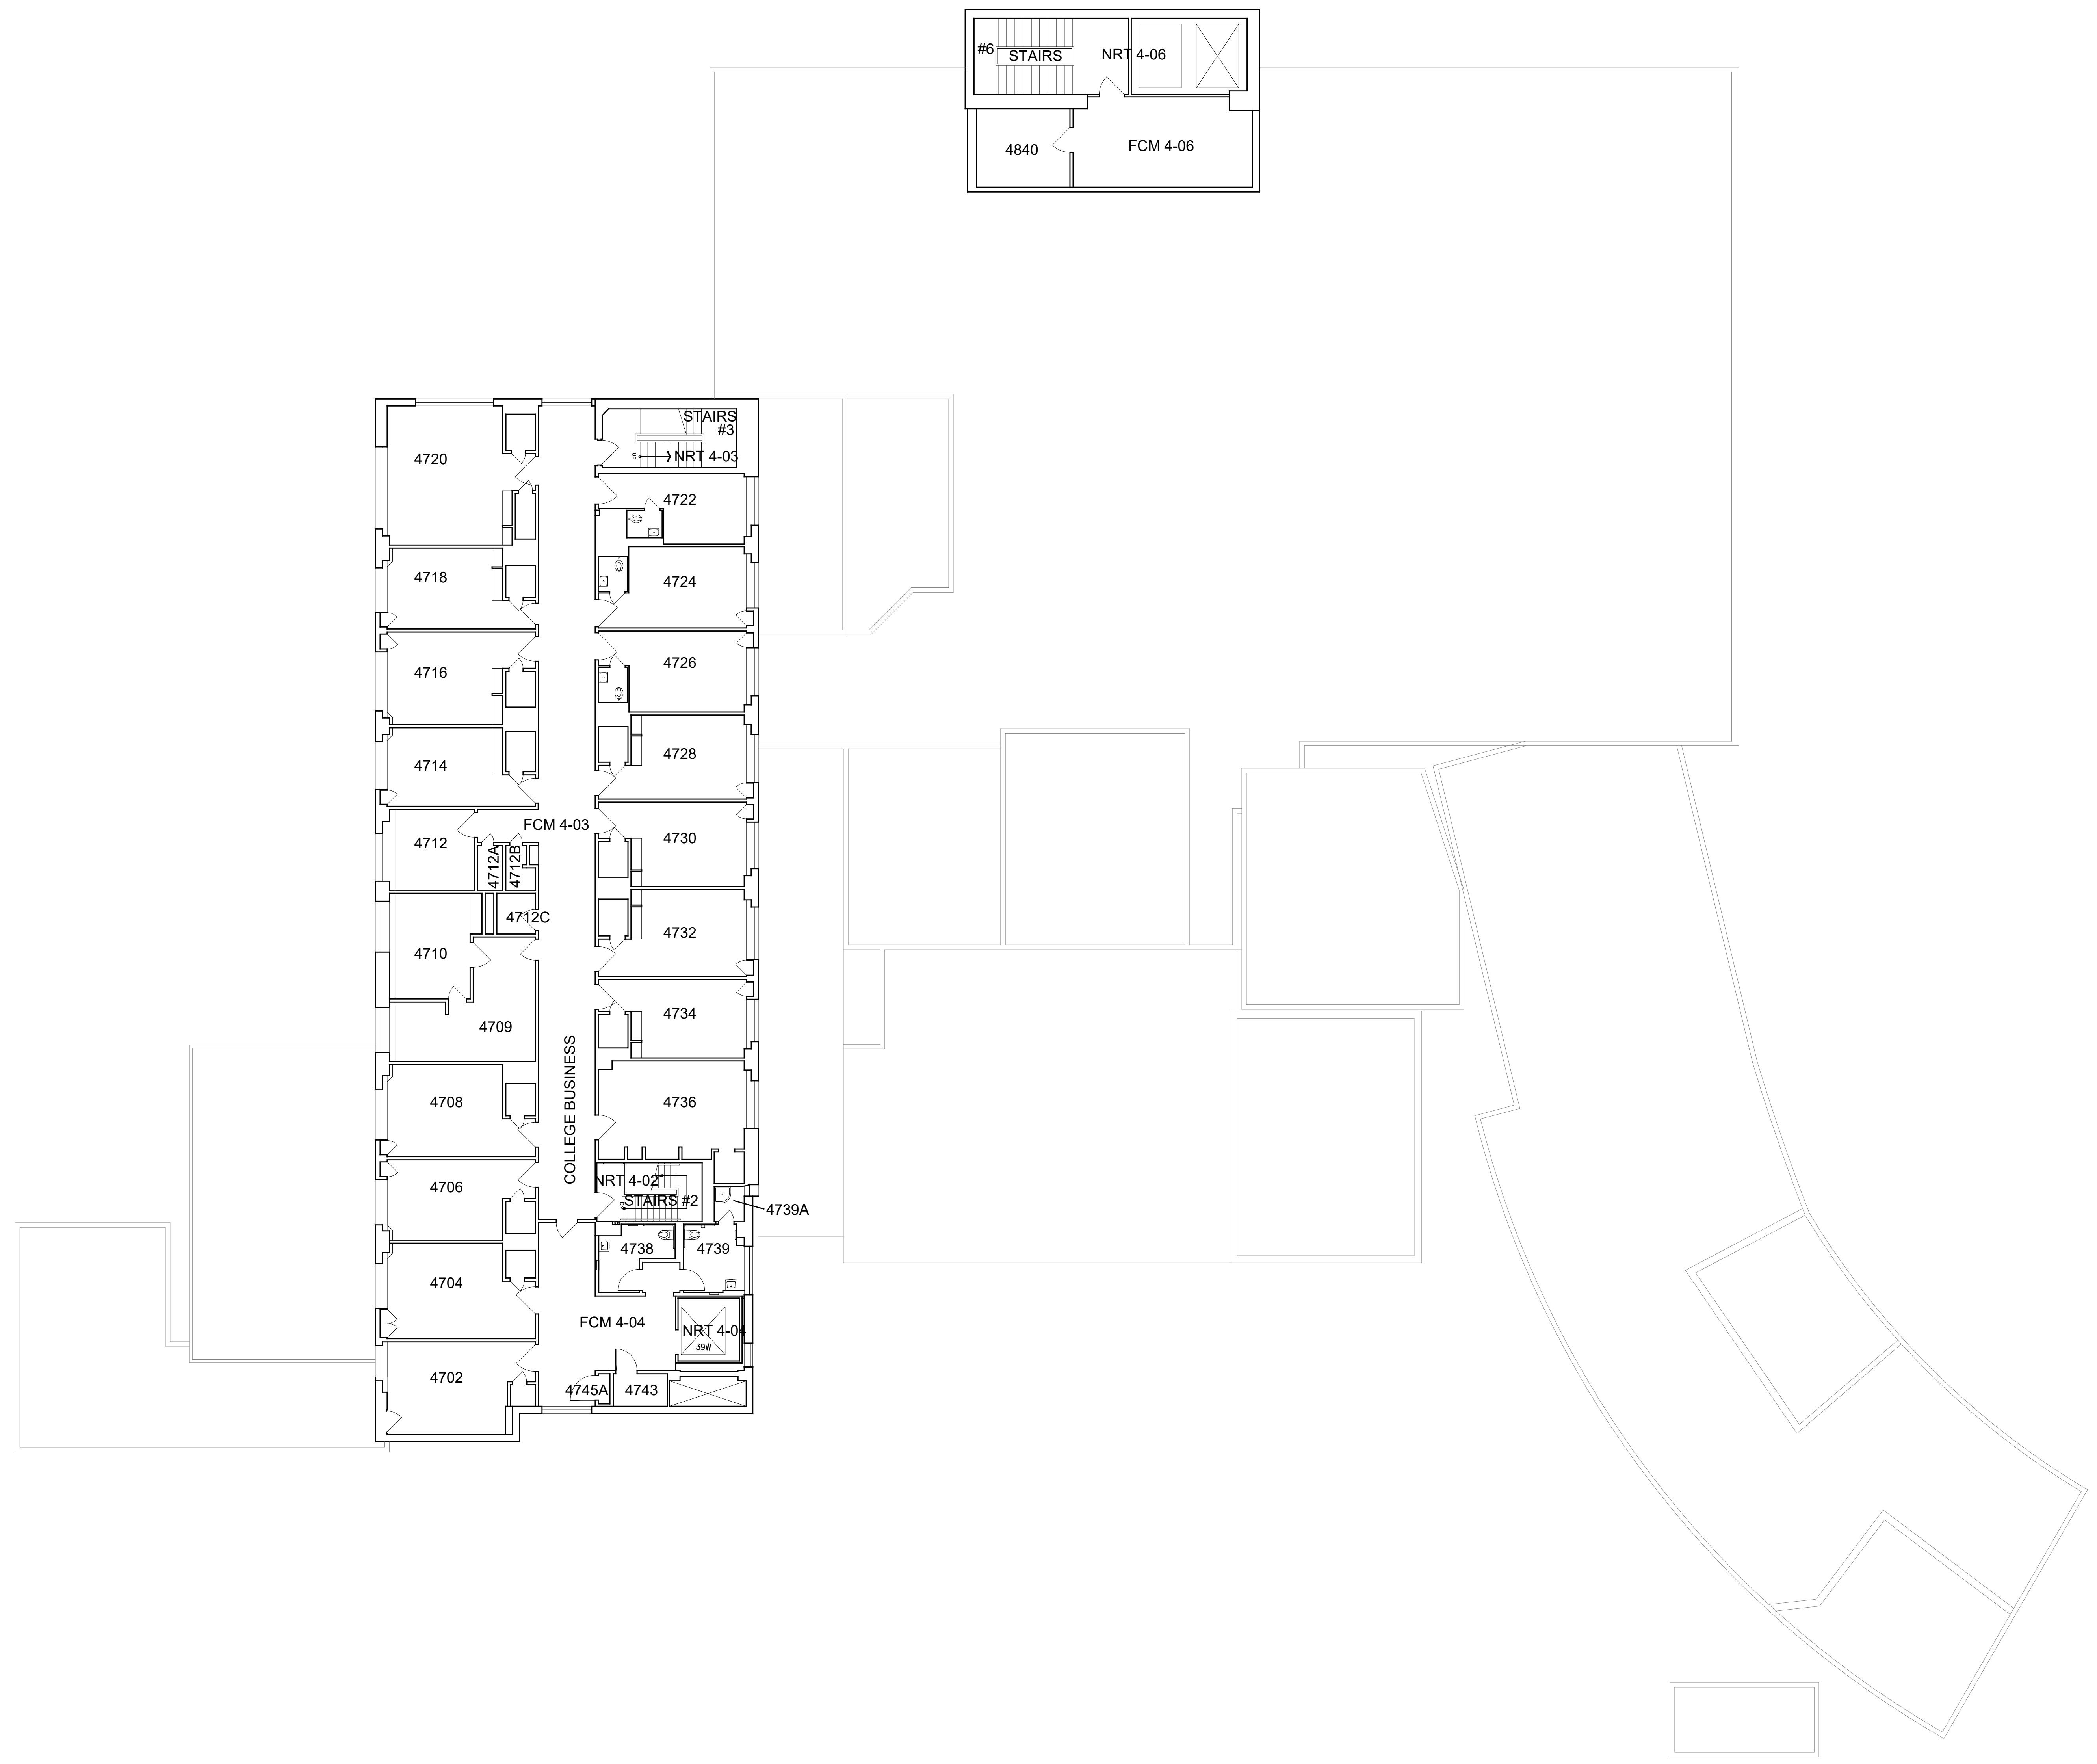 #6
STAIRS
NRT 4-06
4840
FCM 4-06
STAIRS
#3
NRT 4-03
4720
4722
4718
4724
4716
4726
4714
4728
FCM 4-03
4712
4712A
4712B
4730
4712C
4710
4732
4709
4734
COLLEGE BUSINESS
4708
4736
4706
NRT 4-02
STAIRS #2
4739A
4738
4739
4704
FCM 4-04
NRT 4-04
39W
4702
4745A
4743